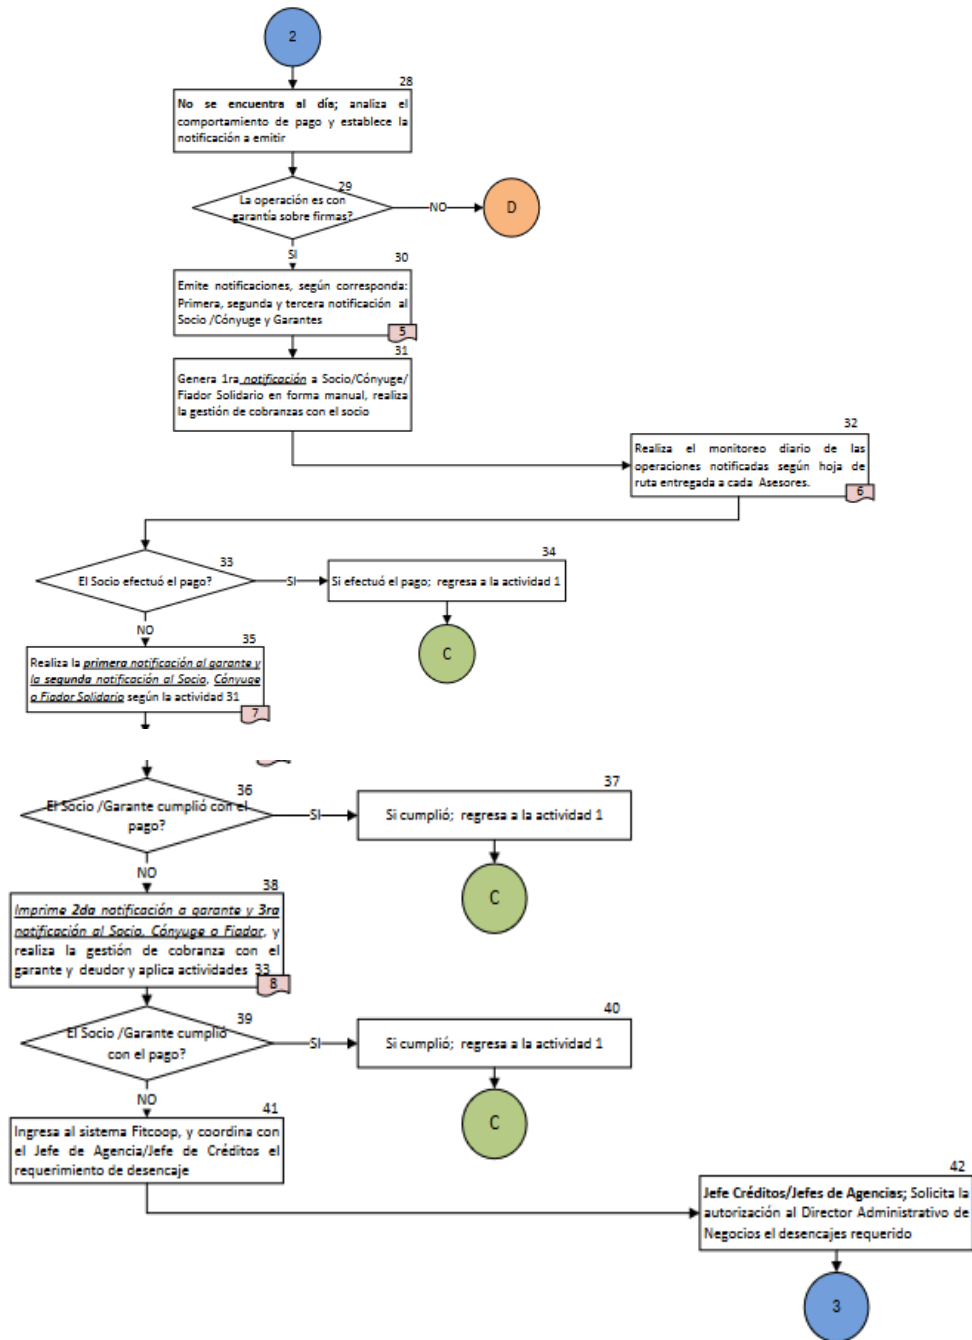 2
28
No se encuentra al día; analiza el
comportamiento de pago y establece la
notificación a emitir
29
La operación es con
garantía sobre firmas?
NO
D
SI
30
Emite notificaciones, según corresponda:
Primera, segunda y tercera notificación al
Socio /Cónyuge y Garantes
5
31
Genera 1ra notificación a Socio/Cónyuge/
Fiador Solidario en forma manual, realiza
la gestión de cobranzas con el socio
32
Realiza el monitoreo diario de las
operaciones notificadas según hoja de
ruta entregada a cada Asesores.
6
33
El Socio efectuó el pago?
SI
34
Si efectuó el pago; regresa a la actividad 1
C
NO
35
Realiza la primera notificación al garante y
la segunda notificación al Socio, Cónyuge
o Fiador Solidario según la actividad 31
7
36
El Socio /Garante cumplió con el
pago?
SI
37
Si cumplió; regresa a la actividad 1
C
NO
38
Imprime 2da notificación a garante y 3ra
notificación al Socio, Cónyuge o Fiador, y
realiza la gestión de cobranza con el
garante y deudor y aplica actividades 33
8
39
El Socio /Garante cumplió
con el pago?
SI
40
Si cumplió; regresa a la actividad 1
C
NO
41
Ingresa al sistema Fitcoop, y coordina con
el Jefe de Agencia/Jefe de Créditos el
requerimiento de desencaje
42
Jefe Créditos/Jefes de Agencias; Solicita la
autorización al Director Administrativo de
Negocios el desencajes requerido
3